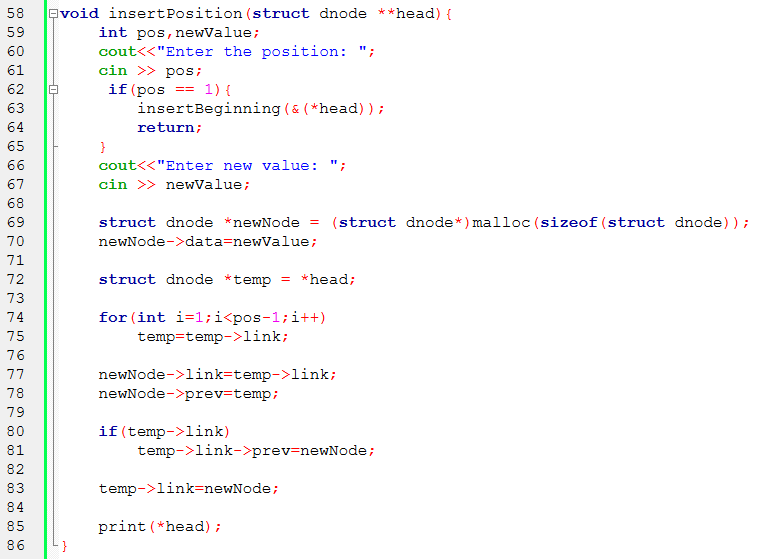 58 void insertPosition(struct dnode **head){
59 int pos,newValue;
60 cout<<"Enter the position: ";
61 cin >> pos;
62 if(pos == 1){
63 insertBeginning(&(*head));
64 return;
65 }
66 cout<<"Enter new value: ";
67 cin >> newValue;
68
69 struct dnode *newNode = (struct dnode*)malloc(sizeof(struct dnode));
70 newNode->data=newValue;
71
72 struct dnode *temp = *head;
73
74 for(int i=1;i<pos-1;i++)
75 temp=temp->link;
76
77 newNode->link=temp->link;
78 newNode->prev=temp;
79
80 if(temp->link)
81 temp->link->prev=newNode;
82
83 temp->link=newNode;
84
85 print(*head);
86 }